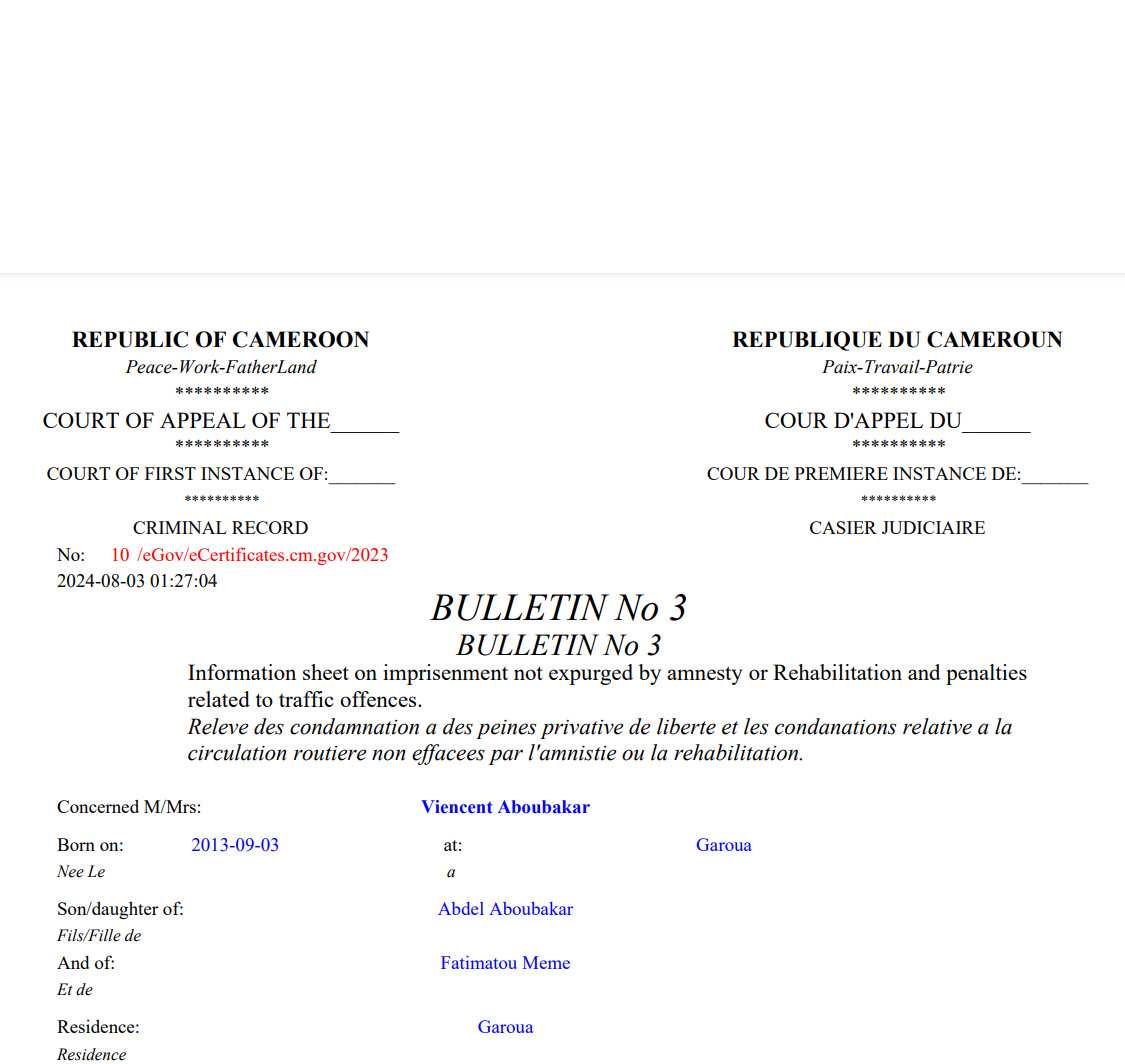 REPUBLIC OF CAMEROON
Peace-Work-FatherLand
**********
COURT OF APPEAL OF THE______
**********
COURT OF FIRST INSTANCE OF:_______
**********
CRIMINAL RECORD
No: 10 /eGov/eCertificates.cm.gov/2023
2024-08-03 01:27:04
REPUBLIQUE DU CAMEROUN
Paix-Travail-Patrie
**********
COUR D'APPEL DU______
**********
COUR DE PREMIERE INSTANCE DE:_______
**********
CASIER JUDICIAIRE
BULLETIN No 3
BULLETIN No 3
Information sheet on imprisenment not expurged by amnesty or Rehabilitation and penalties
related to traffic offences.
Releve des condamnation a des peines privative de liberte et les condanations relative a la
circulation routiere non effacees par l'amnistie ou la rehabilitation.
Concerned M/Mrs: Viencent Aboubakar
Born on: 2013-09-03 at: Garoua
Nee Le a
Son/daughter of: Abdel Aboubakar
Fils/Fille de
And of: Fatimatou Meme
Et de
Residence: Garoua
Residence